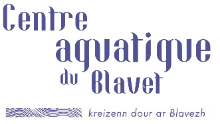 Centre
aquatique
du Blavet
kreizenn dour ar Blavezh